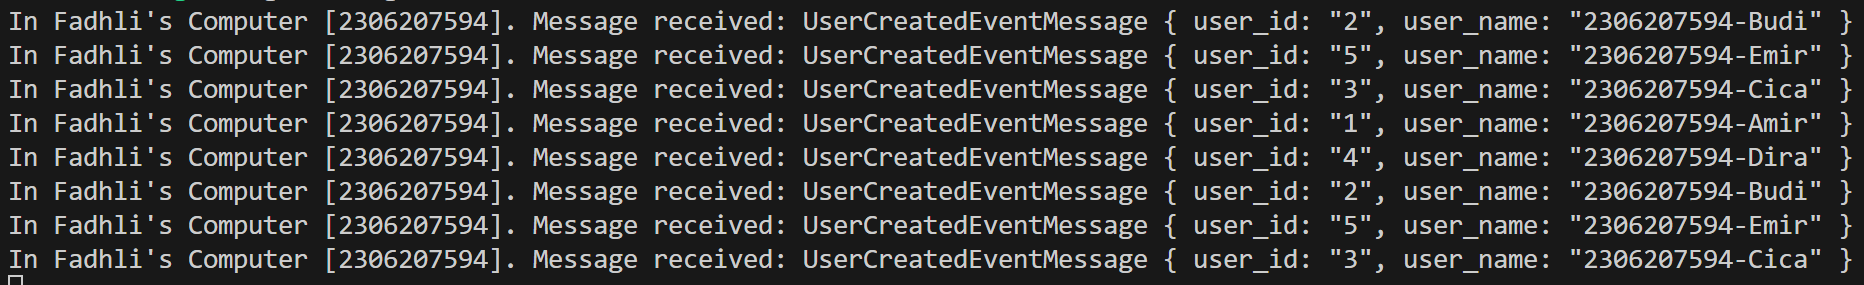 In Fadhli's Computer [2306207594]. Message received: UserCreatedEventMessage { user_id: "2", user_name: "2306207594-Budi" }
In Fadhli's Computer [2306207594]. Message received: UserCreatedEventMessage { user_id: "5", user_name: "2306207594-Emir" }
In Fadhli's Computer [2306207594]. Message received: UserCreatedEventMessage { user_id: "3", user_name: "2306207594-Cica" }
In Fadhli's Computer [2306207594]. Message received: UserCreatedEventMessage { user_id: "1", user_name: "2306207594-Amir" }
In Fadhli's Computer [2306207594]. Message received: UserCreatedEventMessage { user_id: "4", user_name: "2306207594-Dira" }
In Fadhli's Computer [2306207594]. Message received: UserCreatedEventMessage { user_id: "2", user_name: "2306207594-Budi" }
In Fadhli's Computer [2306207594]. Message received: UserCreatedEventMessage { user_id: "5", user_name: "2306207594-Emir" }
In Fadhli's Computer [2306207594]. Message received: UserCreatedEventMessage { user_id: "3", user_name: "2306207594-Cica" }